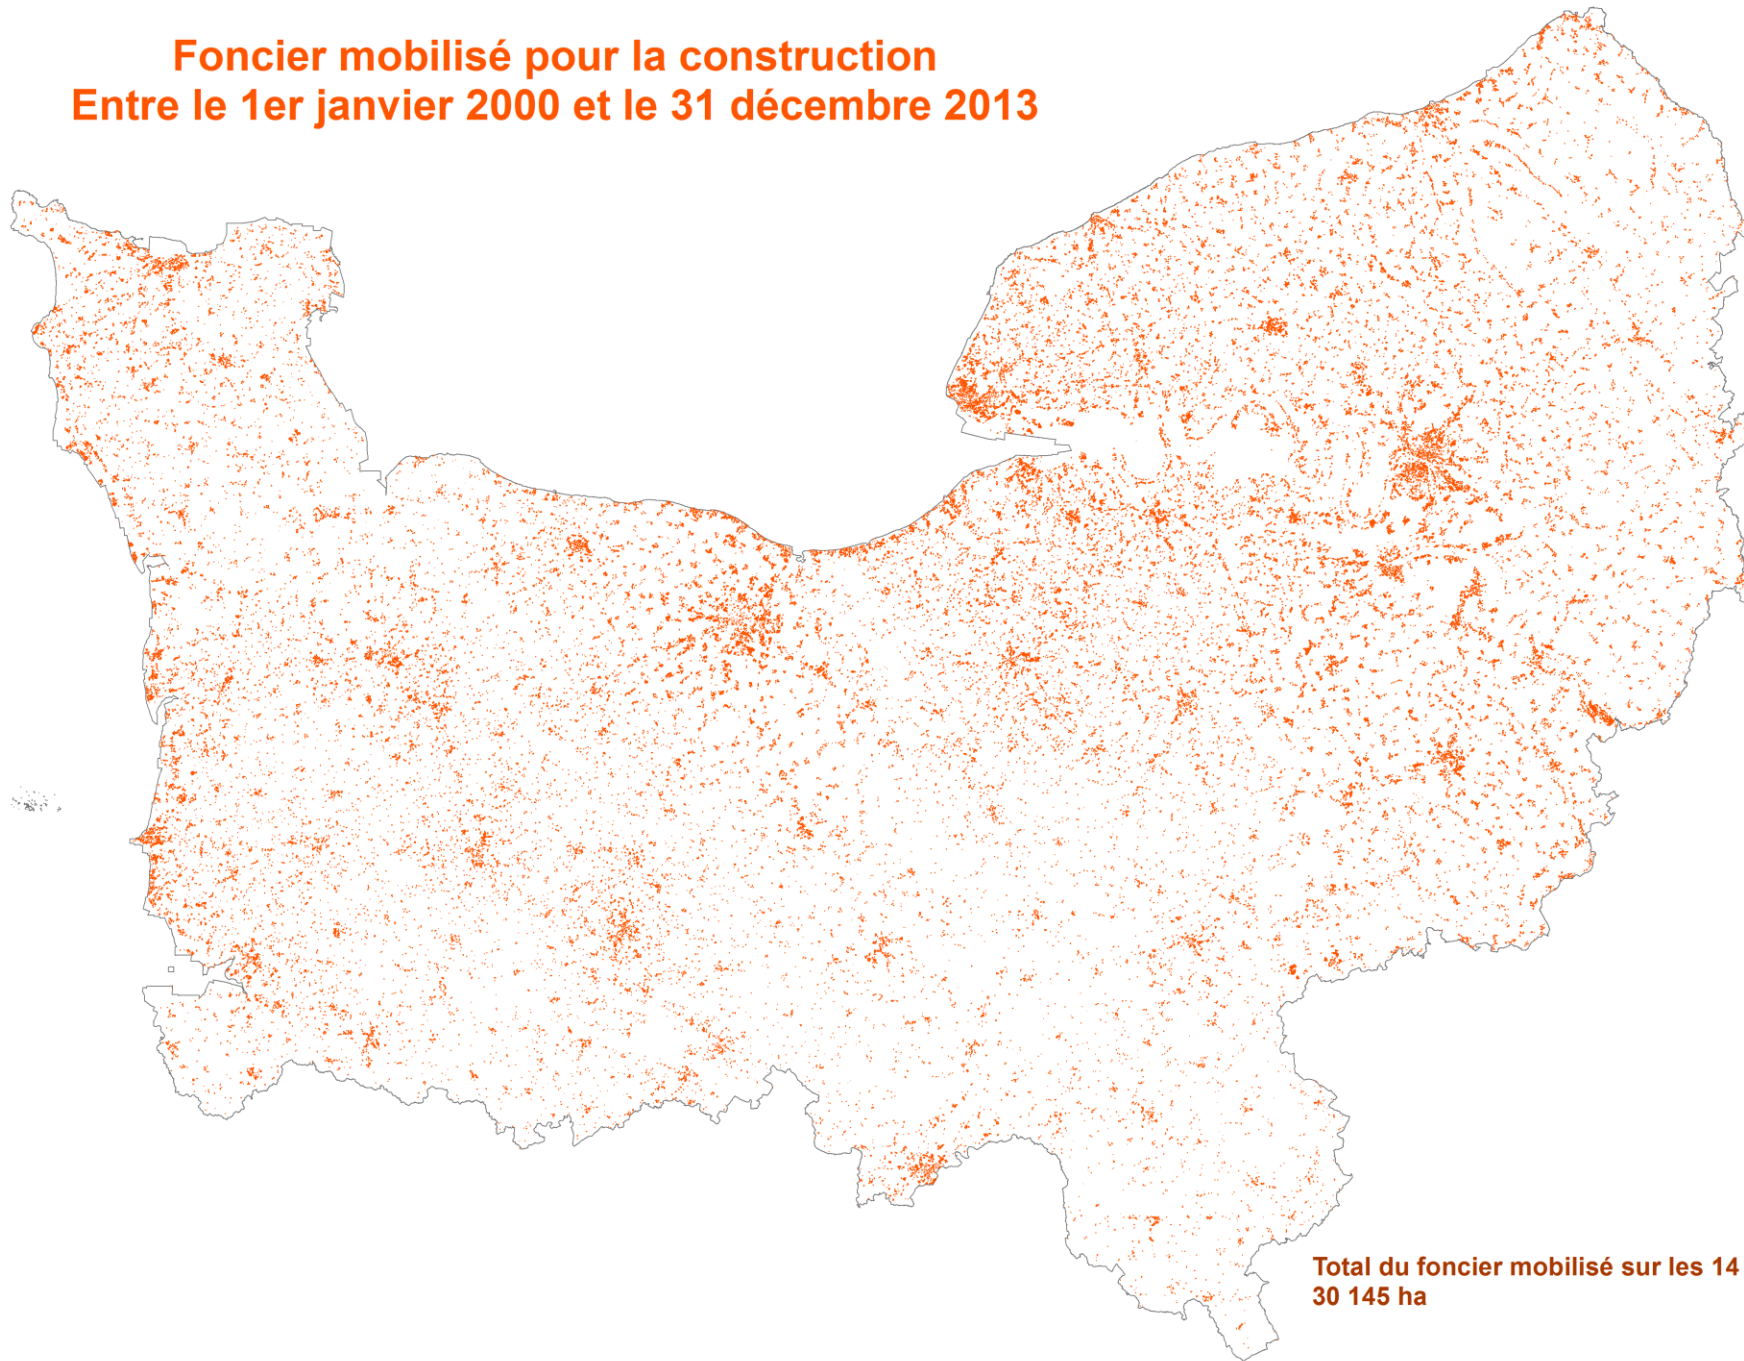 Foncier mobilisé pour la construction
Entre le 1er janvier 2000 et le 31 décembre 2013
Total du foncier mobilisé sur les 14
30 145 ha